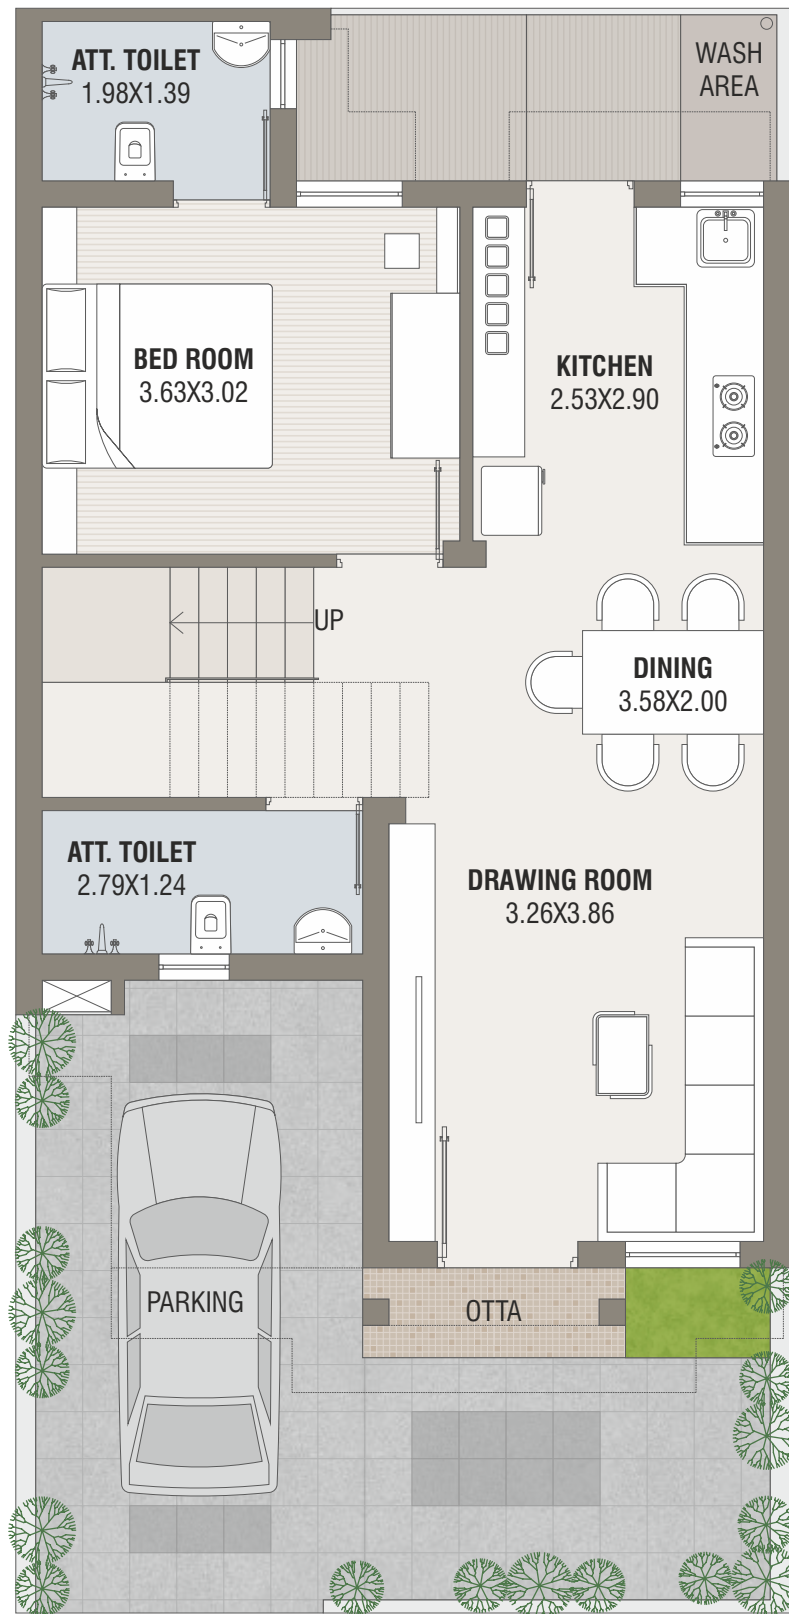 ATT. TOILET
1.98X1.39
WASH
AREA
BED ROOM
3.63X3.02
KITCHEN
2.53X2.90
UP
DINING
3.58X2.00
ATT. TOILET
2.79X1.24
DRAWING ROOM
3.26X3.86
PARKING
OTTA